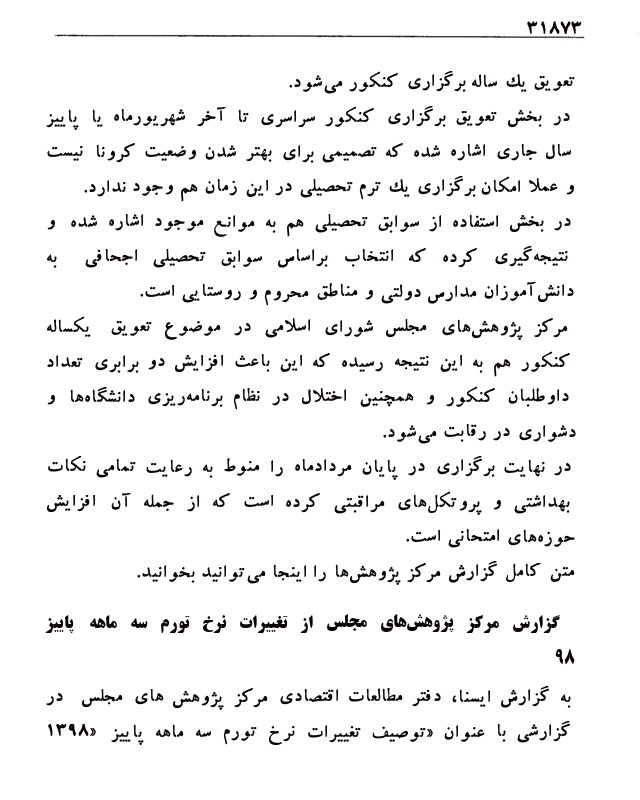 ۳۱۸۷۳
تعویق یك ساله برگزاری کنکور می‌شود.
در بخش تعویق برگزاری کنکور سراسری تا آخر شهریورماه یا پاییز
سال جاری اشاره شده که تصمیمی برای بهتر شدن وضعیت کرونا نیست
و عملا امکان برگزاری یك ترم تحصیلی در این زمان هم وجود ندارد.
در بخش استفاده از سوابق تحصیلی هم به موانع موجود اشاره شده و
نتیجه‌گیری کرده که انتخاب براساس سوابق تحصیلی اجحافی به
دانش‌آموزان مدارس دولتی و مناطق محروم و روستایی است.
مرکز پژوهش‌های مجلس شورای اسلامی در موضوع تعویق یکساله
کنکور هم به این نتیجه رسیده که این باعث افزایش دو برابری تعداد
داوطلبان کنکور و همچنین اختلال در نظام برنامه‌ریزی دانشگاه‌ها و
دشواری در رقابت می‌شود.
در نهایت برگزاری در پایان مردادماه را منوط به رعایت تمامی نکات
بهداشتی و پروتکل‌های مراقبتی کرده است که از جمله آن افزایش
حوزه‌های امتحانی است.
متن کامل گزارش مرکز پژوهش‌ها را اینجا می‌توانید بخوانید.
گزارش مرکز پژوهش‌های مجلس از تغییرات نرخ تورم سه ماهه پاییز
۹۸
به گزارش ایسنا، دفتر مطالعات اقتصادی مرکز پژوهش های مجلس در
گزارشی با عنوان «توصیف تغییرات نرخ تورم سه ماهه پاییز «۱۳۹۸